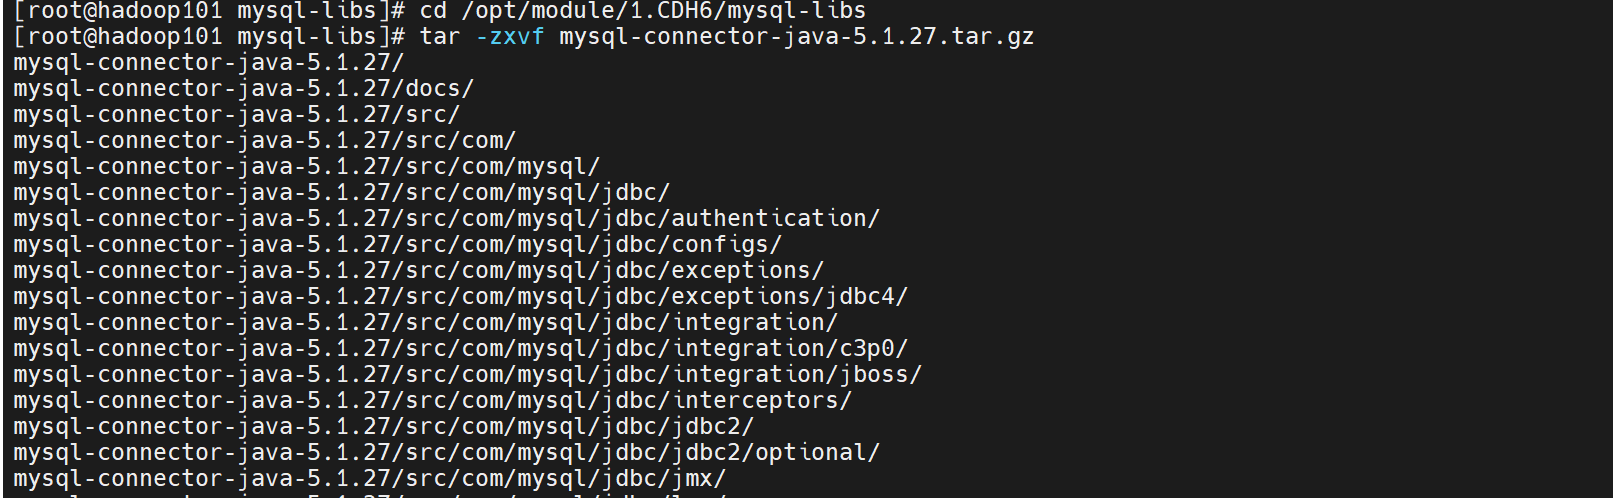 [root@hadoop101 mysql-libs]# cd /opt/module/1.CDH6/mysql-libs
[root@hadoop101 mysql-libs]# tar -zxvf mysql-connector-java-5.1.27.tar.gz
mysql-connector-java-5.1.27/
mysql-connector-java-5.1.27/docs/
mysql-connector-java-5.1.27/src/
mysql-connector-java-5.1.27/src/com/
mysql-connector-java-5.1.27/src/com/mysql/
mysql-connector-java-5.1.27/src/com/mysql/jdbc/
mysql-connector-java-5.1.27/src/com/mysql/jdbc/authentication/
mysql-connector-java-5.1.27/src/com/mysql/jdbc/configs/
mysql-connector-java-5.1.27/src/com/mysql/jdbc/exceptions/
mysql-connector-java-5.1.27/src/com/mysql/jdbc/exceptions/jdbc4/
mysql-connector-java-5.1.27/src/com/mysql/jdbc/integration/
mysql-connector-java-5.1.27/src/com/mysql/jdbc/integration/c3p0/
mysql-connector-java-5.1.27/src/com/mysql/jdbc/integration/jboss/
mysql-connector-java-5.1.27/src/com/mysql/jdbc/interceptors/
mysql-connector-java-5.1.27/src/com/mysql/jdbc/jdbc2/
mysql-connector-java-5.1.27/src/com/mysql/jdbc/jdbc2/optional/
mysql-connector-java-5.1.27/src/com/mysql/jdbc/jmx/